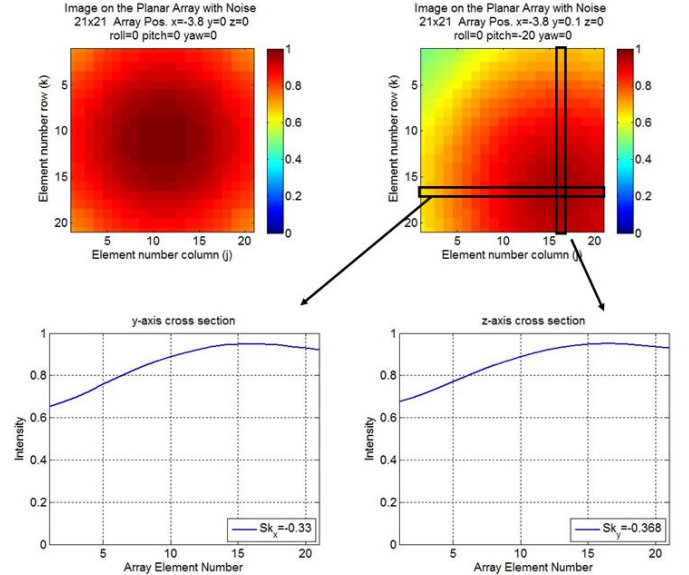 Image on the Planar Array with Noise
21x21 Array Pos. x=-3.8 y=0 z=0
roll=0 pitch=0 yaw=0
Element number row (k)
5
10
15
20
5
10
15
20
Element number column (j)
1
0.8
0.6
0.4
0.2
0
Image on the Planar Array with Noise
21x21 Array Pos. x=-3.8 y=0.1 z=0
roll=0 pitch=-20 yaw=0
Element number row (k)
5
10
15
20
5
10
15
20
Element number column (j)
1
0.8
0.6
0.4
0.2
0
y-axis cross section
Intensity
1
0.8
0.6
0.4
0.2
0
5
10
15
20
Array Element Number
Skx=-0.33
z-axis cross section
Intensity
1
0.8
0.6
0.4
0.2
0
5
10
15
20
Array Element Number
Sky=-0.368